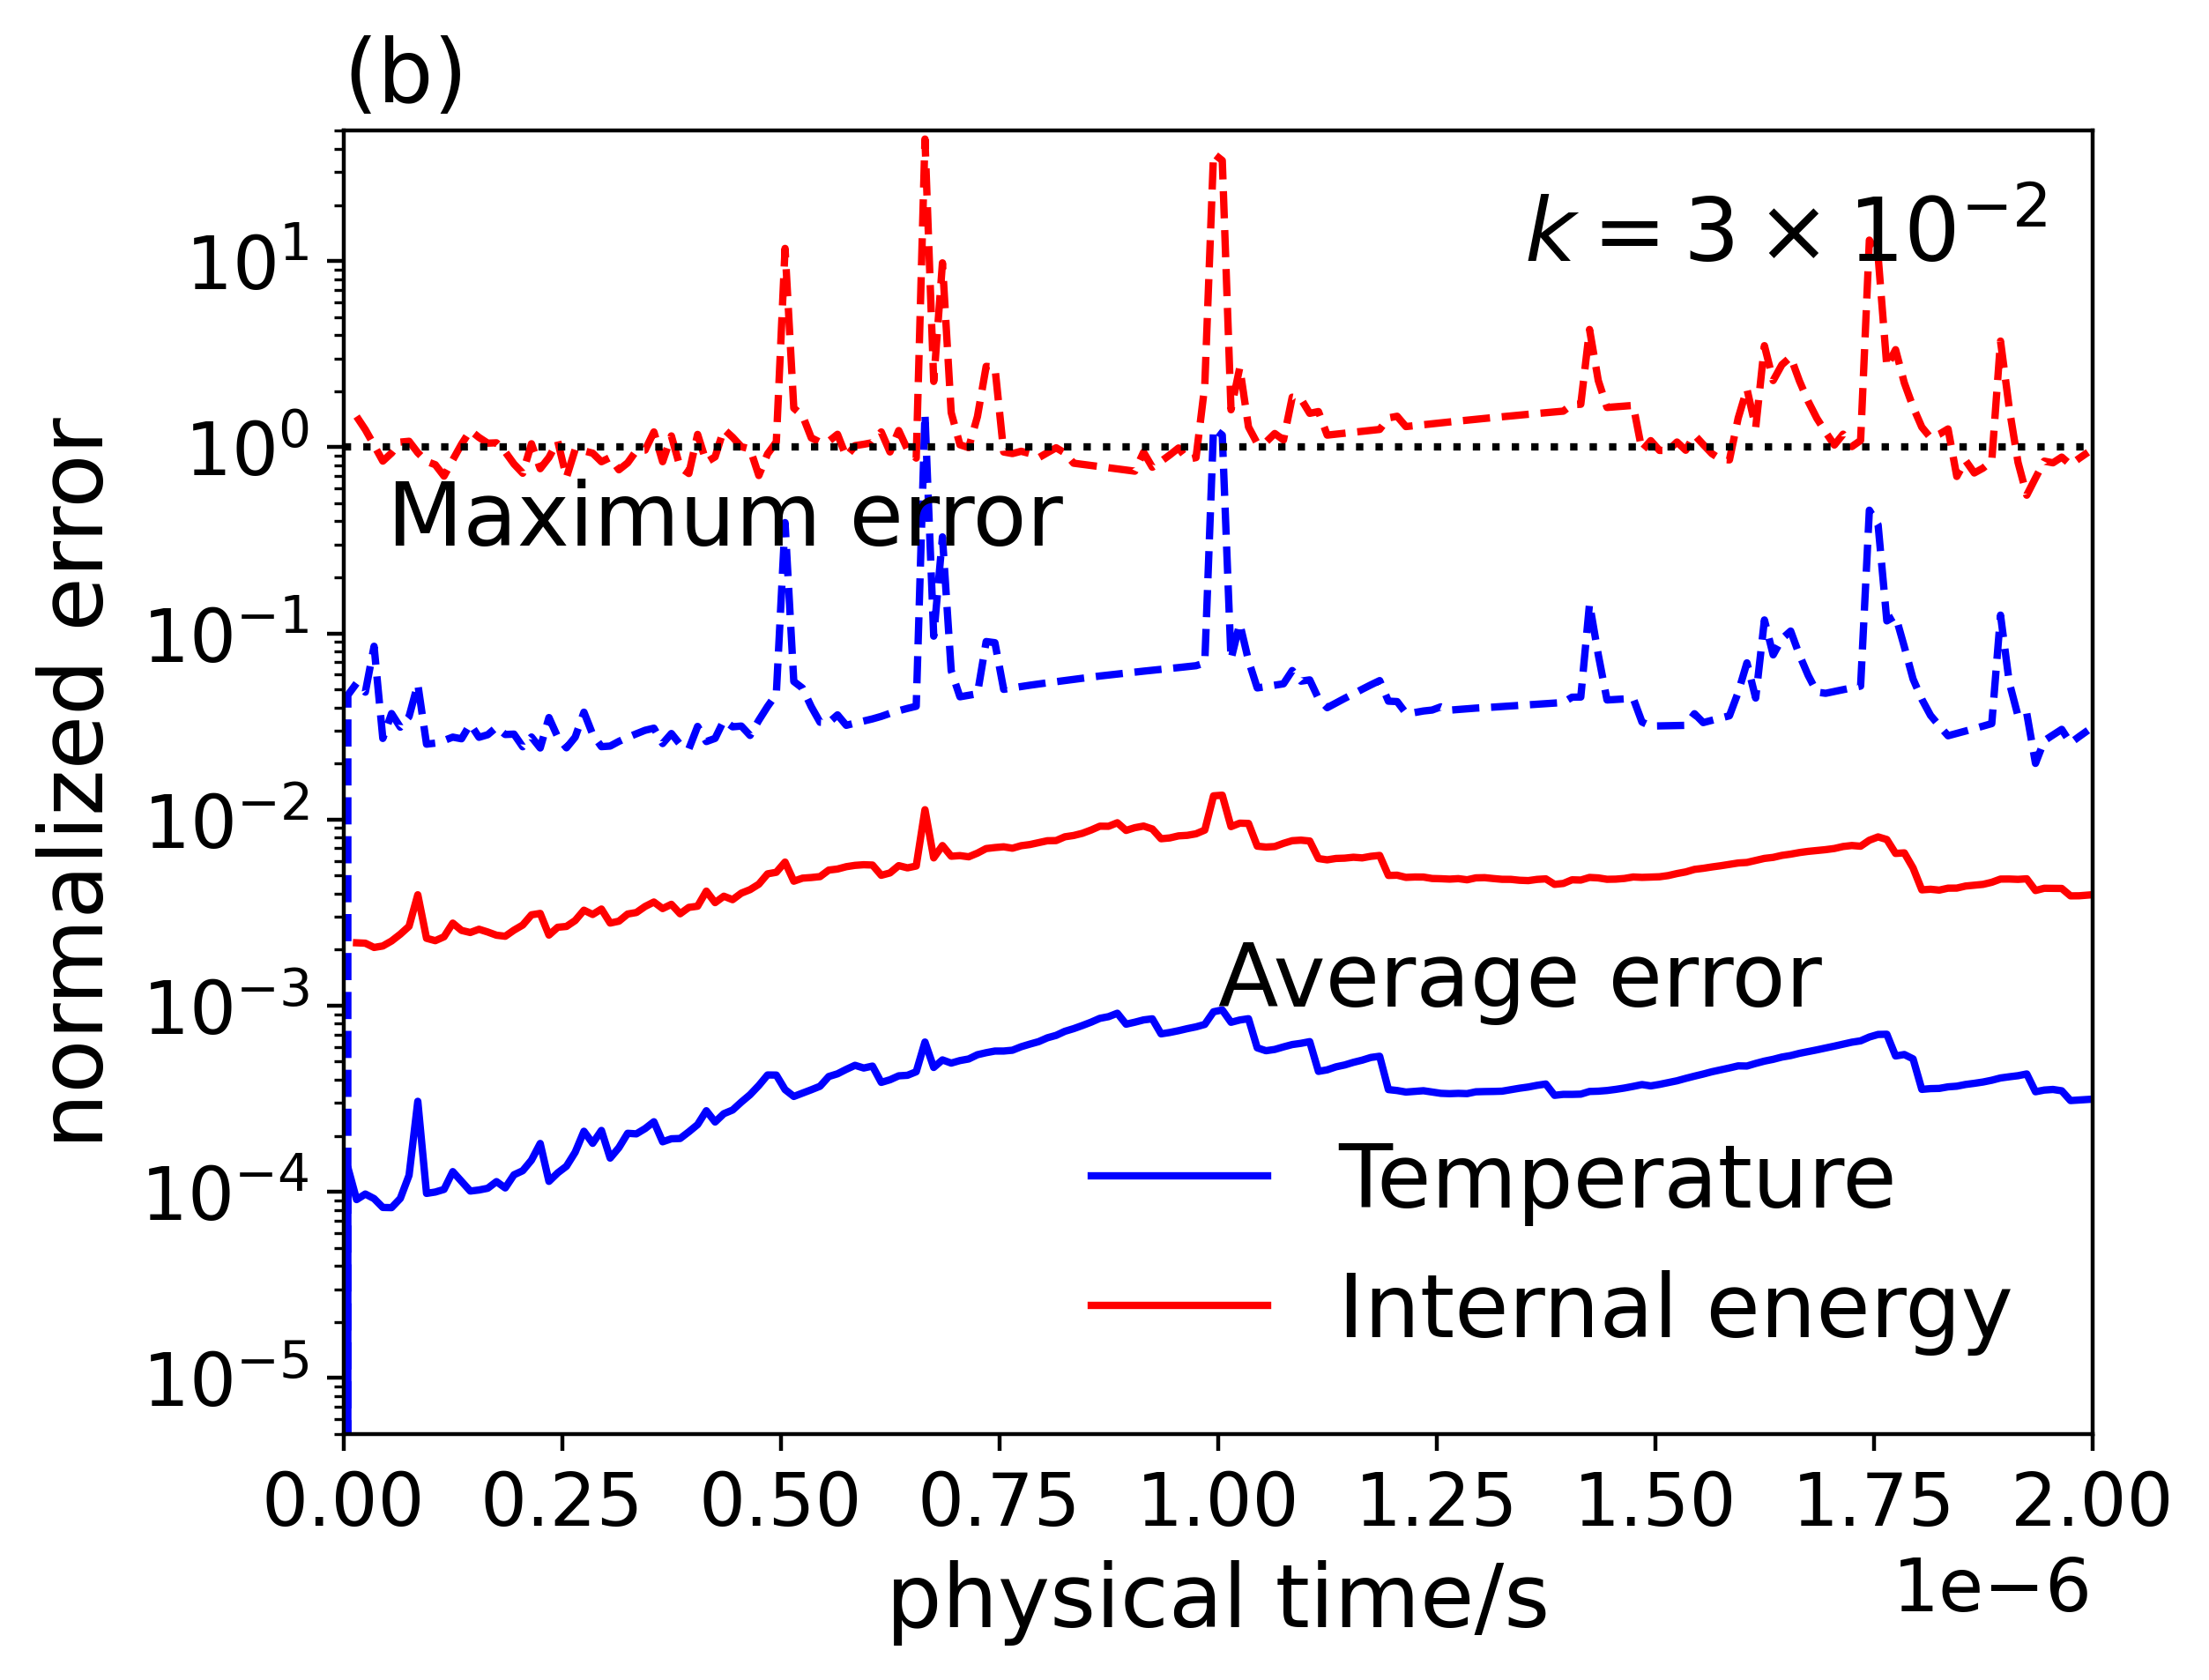 (b)
k = 3 × 10⁻²
10¹
10⁰
10⁻¹
10⁻²
10⁻³
10⁻⁴
10⁻⁵
normalized error
Maximum error
Average error
Temperature
Internal energy
0.00 0.25 0.50 0.75 1.00 1.25 1.50 1.75 2.00
1e−6
physical time/s